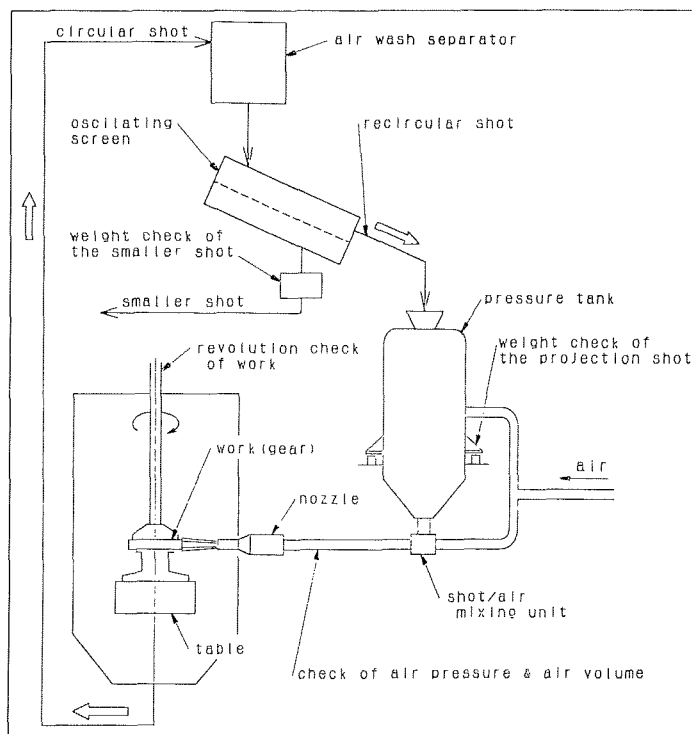 circular shot
air wash separator
oscilating
screen
recircular shot
weight check of
the smaller shot
smaller shot
pressure tank
revolution check
of work
weight check of
the projection shot
work(gear)
air
nozzle
shot/air
mixing unit
table
check of air pressure & air volume